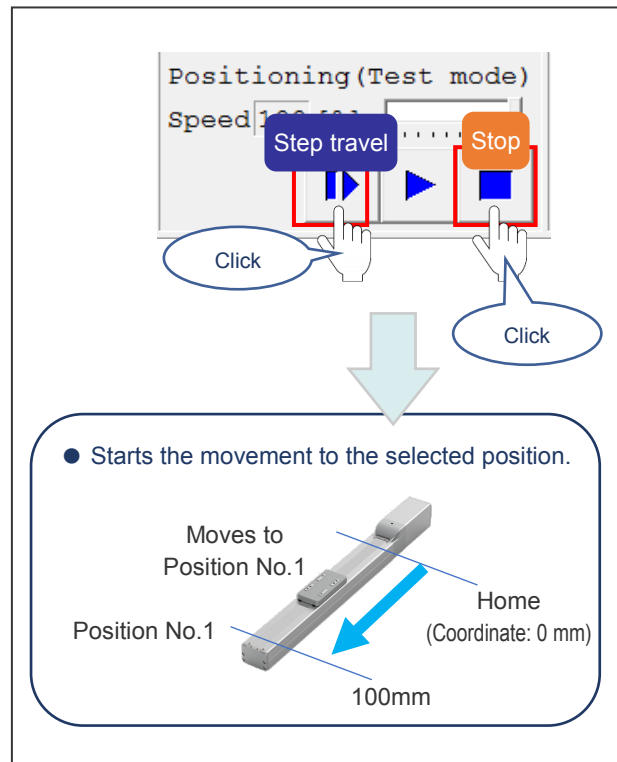 Positioning(Test mode)
Speed
Step travel
Stop
Click
Click
● Starts the movement to the selected position.
Moves to
Position No.1
Home
(Coordinate: 0 mm)
Position No.1
100mm